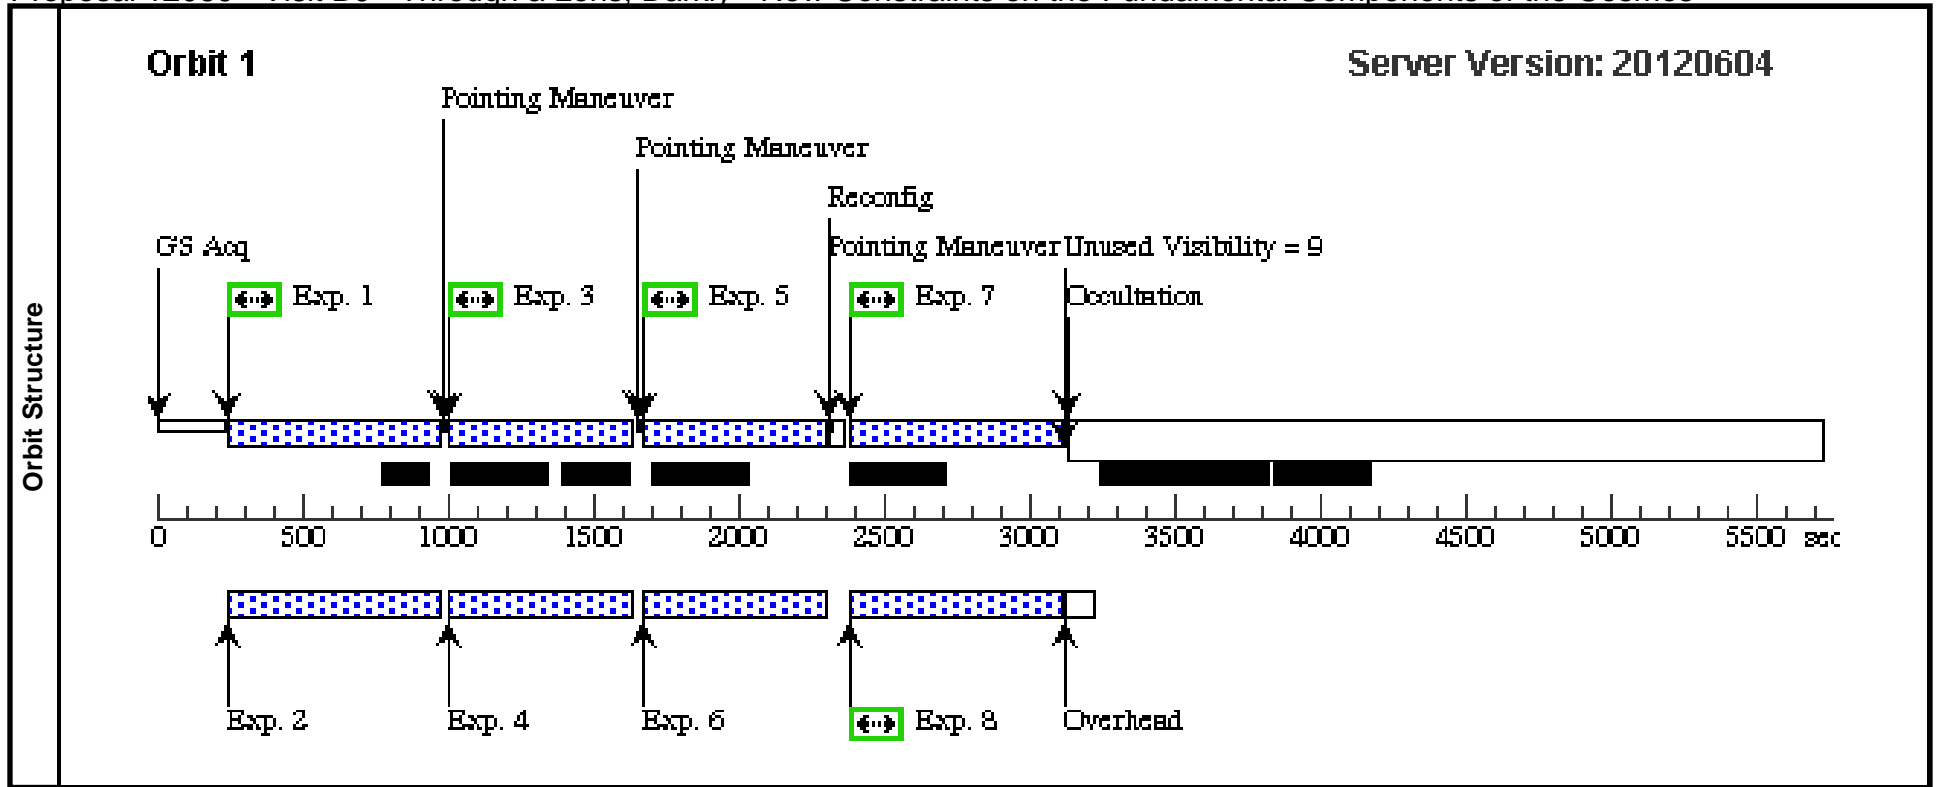 Orbit 1
Server Version: 20120604
Pointing Maneuver
Pointing Maneuver
Reconfig
GS Acq
Pointing Maneuver
Unused Visibility = 9
Exp. 1
Exp. 3
Exp. 5
Exp. 7
Occultation
Orbit Structure
0 500 1000 1500 2000 2500 3000 3500 4000 4500 5000 5500 sec
Exp. 2
Exp. 4
Exp. 6
Exp. 8
Overhead